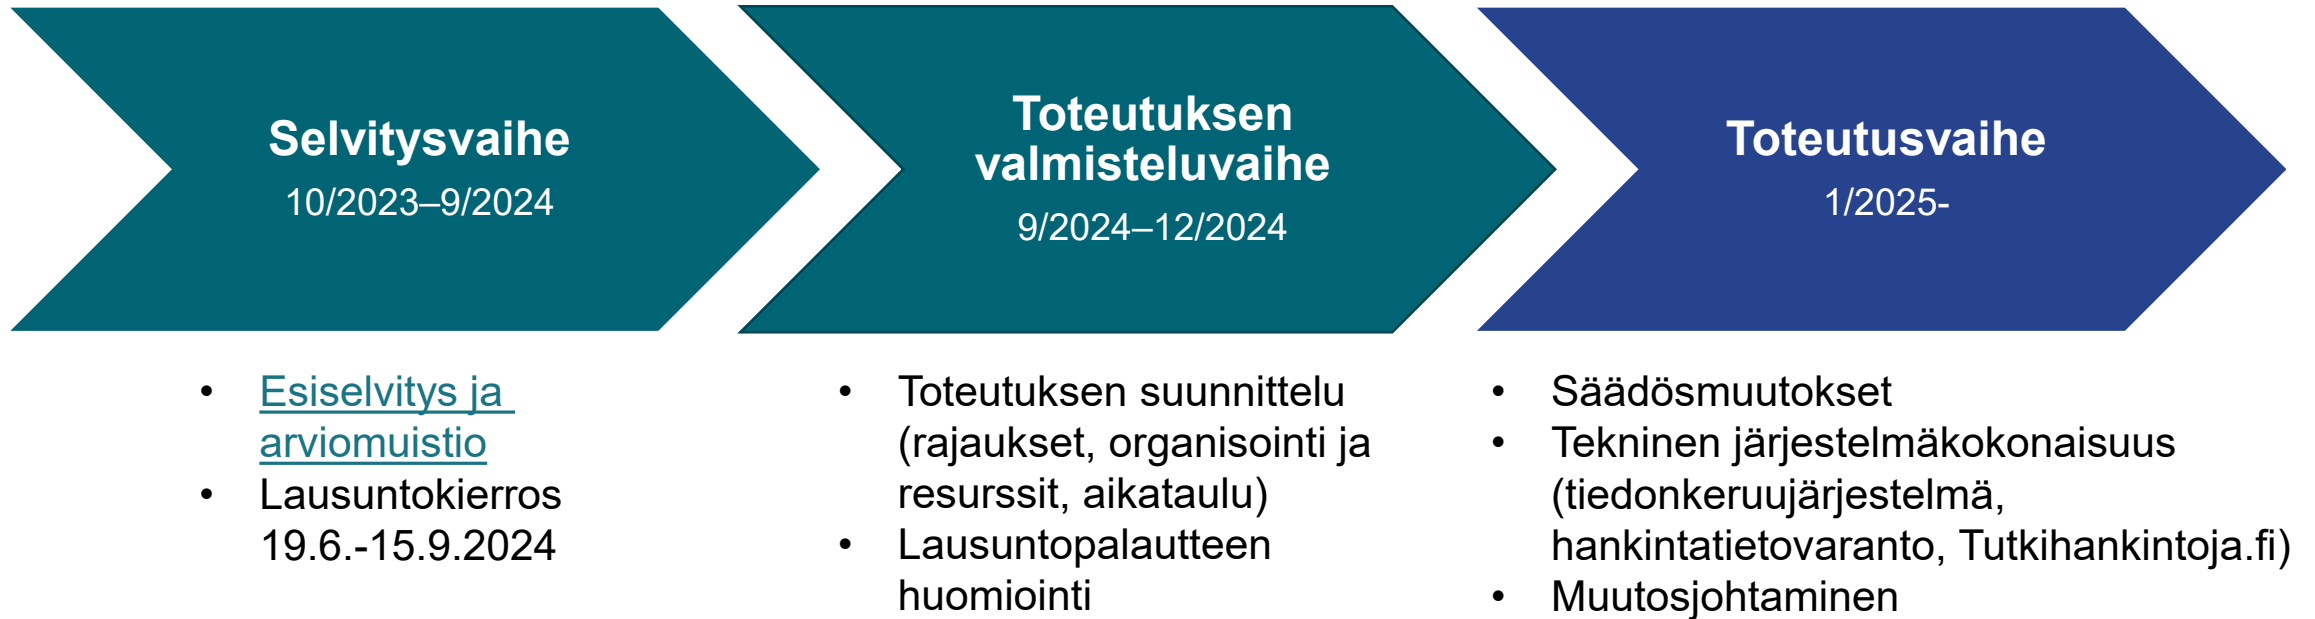 Selvitysvaihe
10/2023–9/2024
Toteutuksen
valmisteluvaihe
9/2024–12/2024
Toteutusvaihe
1/2025-
• Esiselvitys ja
arviomuistio
• Lausuntokierros
19.6.-15.9.2024
• Toteutuksen suunnittelu
(rajaukset, organisointi ja
resurssit, aikataulu)
• Lausuntopalautteen
huomiointi
• Säädösmuutokset
• Tekninen järjestelmäkokonaisuus
(tiedonkeruujärjestelmä,
hankintatietovaranto, Tutkihankintoja.fi)
• Muutosjohtaminen